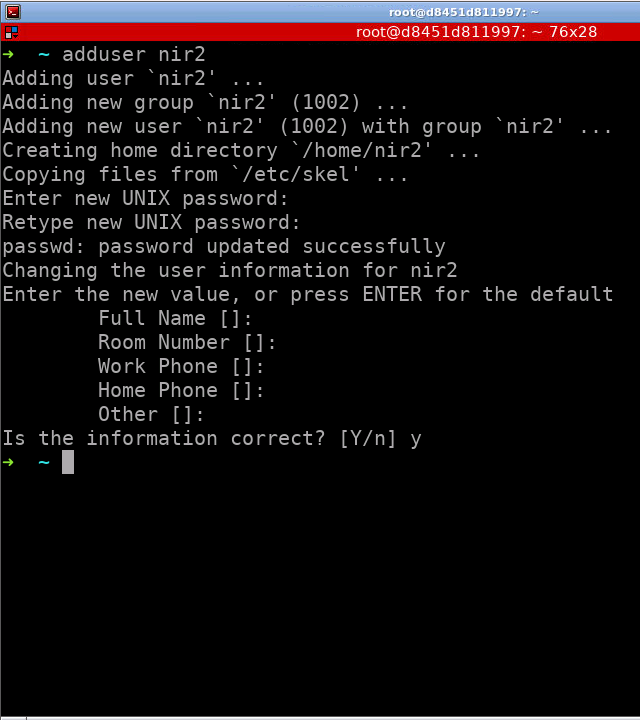 root@d8451d811997: ~
root@d8451d811997: ~ 76x28
→ ~ adduser nir2
Adding user `nir2' ...
Adding new group `nir2' (1002) ...
Adding new user `nir2' (1002) with group `nir2' ...
Creating home directory `/home/nir2' ...
Copying files from `/etc/skel' ...
Enter new UNIX password:
Retype new UNIX password:
passwd: password updated successfully
Changing the user information for nir2
Enter the new value, or press ENTER for the default
Full Name []:
Room Number []:
Work Phone []:
Home Phone []:
Other []:
Is the information correct? [Y/n] y
→ ~